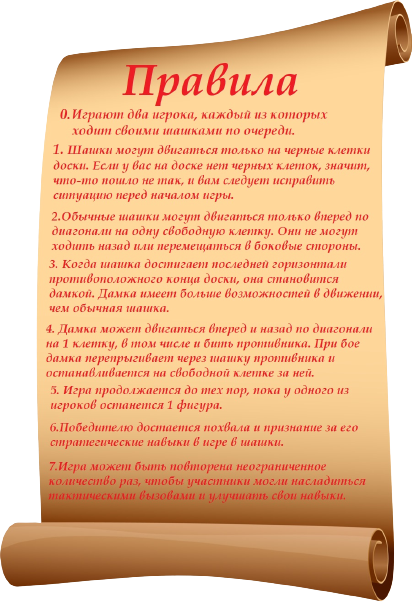 Правила
0.Играют два игрока, каждый из которых
ходит своими шашками по очереди.
1. Шашки могут двигаться только на черные клетки
доски. Если у вас на доске нет черных клеток, значит,
что-то пошло не так, и вам следует исправить
ситуацию перед началом игры.
2.Обычные шашки могут двигаться только вперед по
диагонали на одну свободную клетку. Они не могут
ходить назад или перемещаться в боковые стороны.
3. Когда шашка достигает последней горизонтали
противоположного конца доски, она становится
дамкой. Дамка имеет больше возможностей в движении,
чем обычная шашка.
4. Дамка может двигаться вперед и назад по диагонали
на 1 клетку, в том числе и бить противника. При бое
дамка перепрыгивает через шашку противника и
останавливается на свободной клетке за ней.
5. Игра продолжается до тех пор, пока у одного из
игроков останется 1 фигура.
6.Победителю достается похвала и признание за его
стратегические навыки в игре в шашки.
7.Игра может быть повторена неограниченное
количество раз, чтобы участники могли насладиться
тактическими вызовами и улучшать свои навыки.